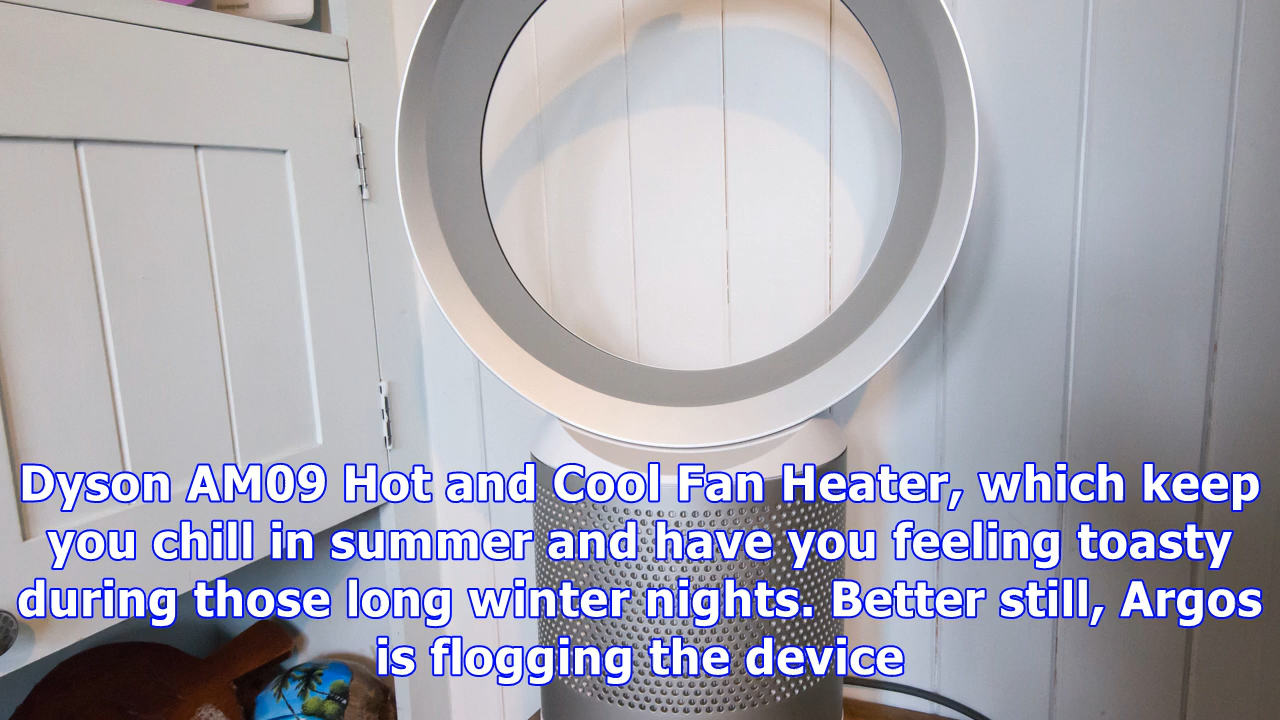 Dyson AM09 Hot and Cool Fan Heater, which keep
you chill in summer and have you feeling toasty
during those long winter nights. Better still, Argos
is flogging the device